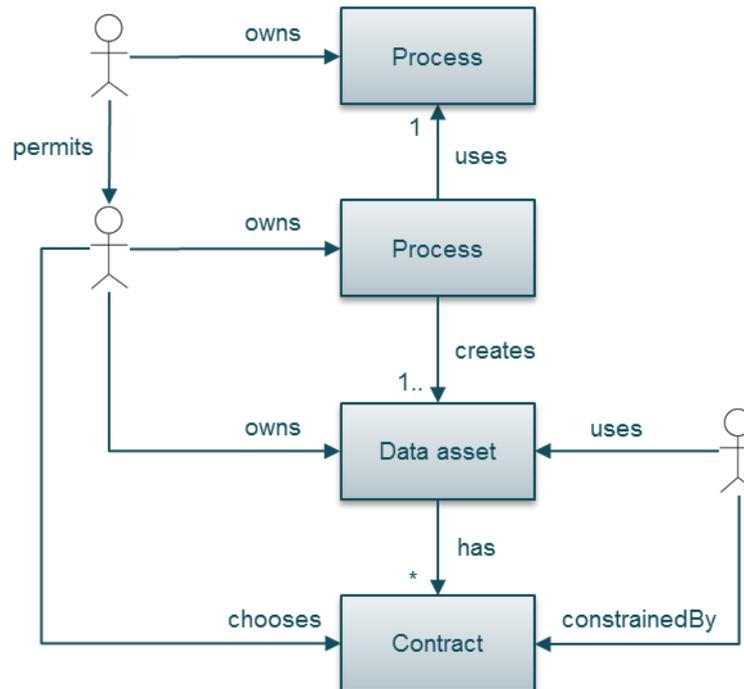 owns
Process
1
permits
uses
owns
Process
creates
1..
owns
Data asset
uses
has
*
chooses
Contract
constrainedBy